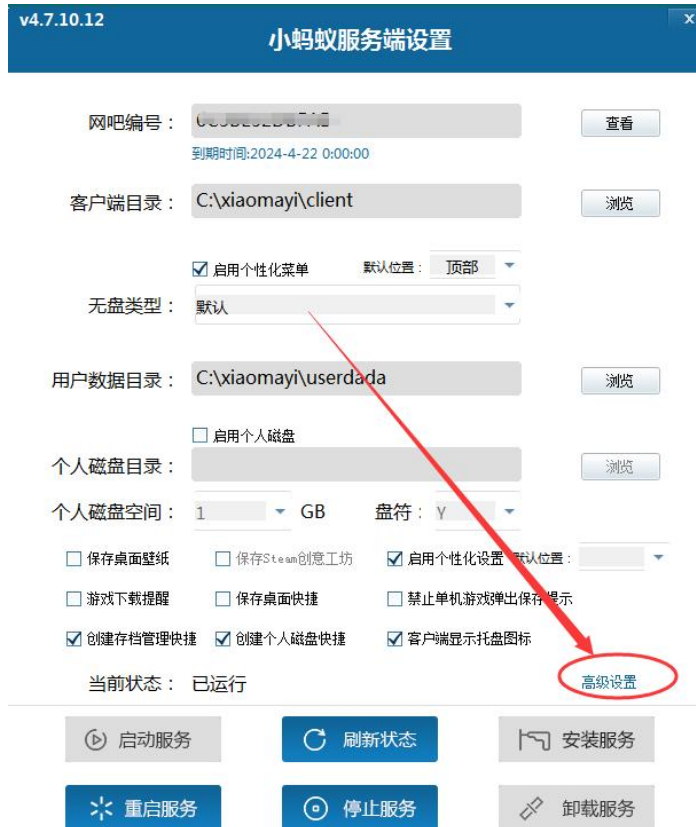 v4.7.10.12
x
小蚂蚁服务端设置
网吧编号： 查看
到期时间:2024-4-22 0:00:00
客户端目录： C:\xiaomayi\client 浏览
启用个性化菜单 默认位置： 顶部
无盘类型： 默认
用户数据目录： C:\xiaomayi\userdada 浏览
启用个人磁盘
个人磁盘目录： 浏览
个人磁盘空间： 1 GB 盘符： Y
保存桌面壁纸 保存Steam创意工坊 启用个性化设置 默认位置：
游戏下载提醒 保存桌面快捷 禁止单机游戏弹出保存提示
创建存档管理快捷 创建个人磁盘快捷 客户端显示托盘图标
当前状态： 已运行 高级设置
启动服务 刷新状态 安装服务
重启服务 停止服务 卸载服务